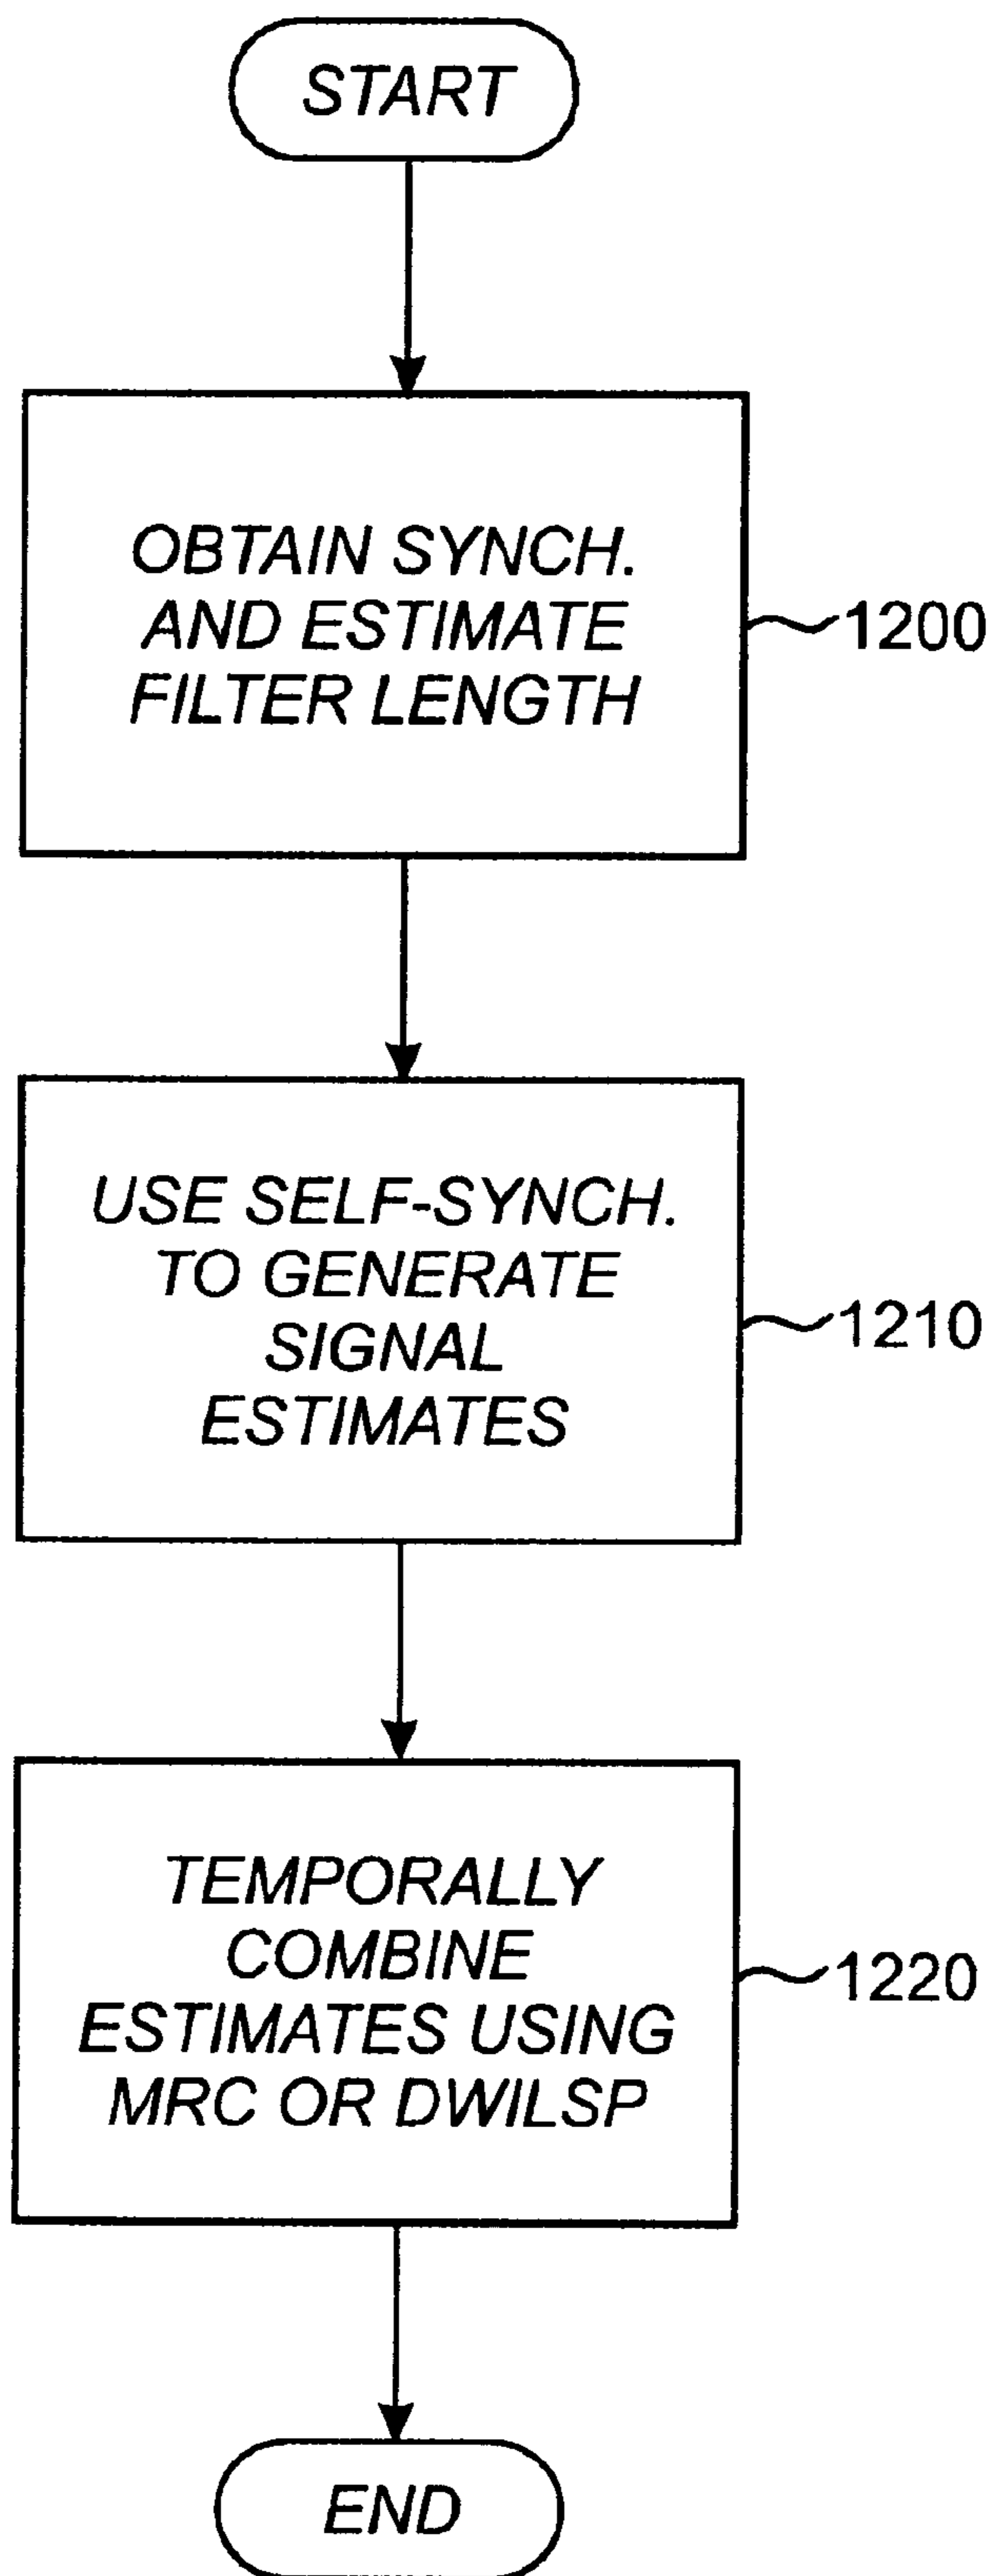 START
OBTAIN SYNCH.
AND ESTIMATE
FILTER LENGTH
1200
USE SELF-SYNCH.
TO GENERATE
SIGNAL
ESTIMATES
1210
TEMPORALLY
COMBINE
ESTIMATES USING
MRC OR DWILSP
1220
END